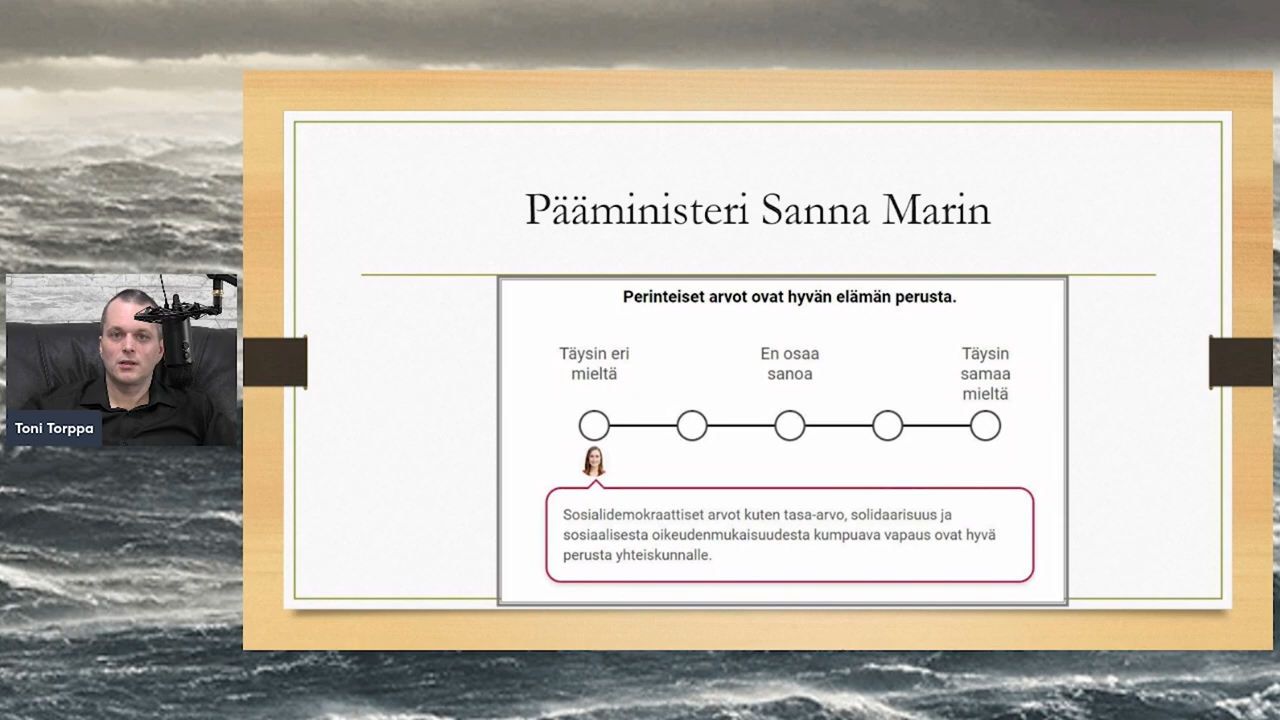 Pääministeri Sanna Marin
Perinteiset arvot ovat hyvän elämän perusta.
Täysin eri
mieltä
En osaa
sanoa
Täysin
samaa
mieltä
Sosialidemokraattiset arvot kuten tasa-arvo, solidaarisuus ja
sosiaalisesta oikeudenmukaisuudesta kumpuava vapaus ovat hyvä
perusta yhteiskunnalle.
Toni Torppa